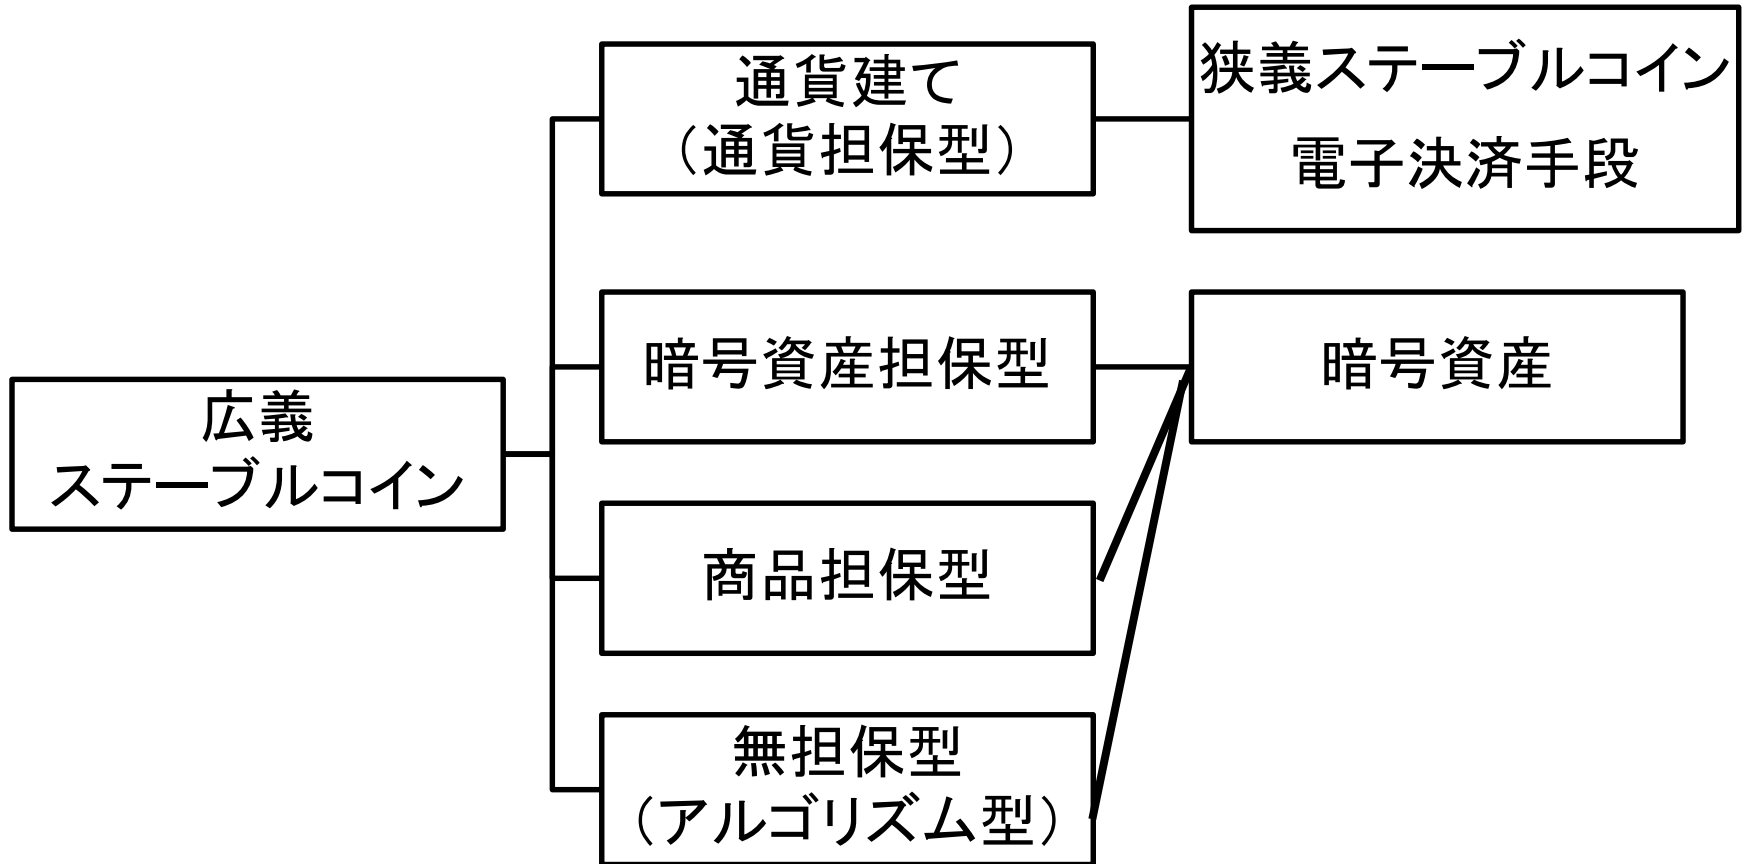 広義
ステーブルコイン
通貨建て
（通貨担保型）
狭義ステーブルコイン
電子決済手段
暗号資産担保型
暗号資産
商品担保型
無担保型
（アルゴリズム型）